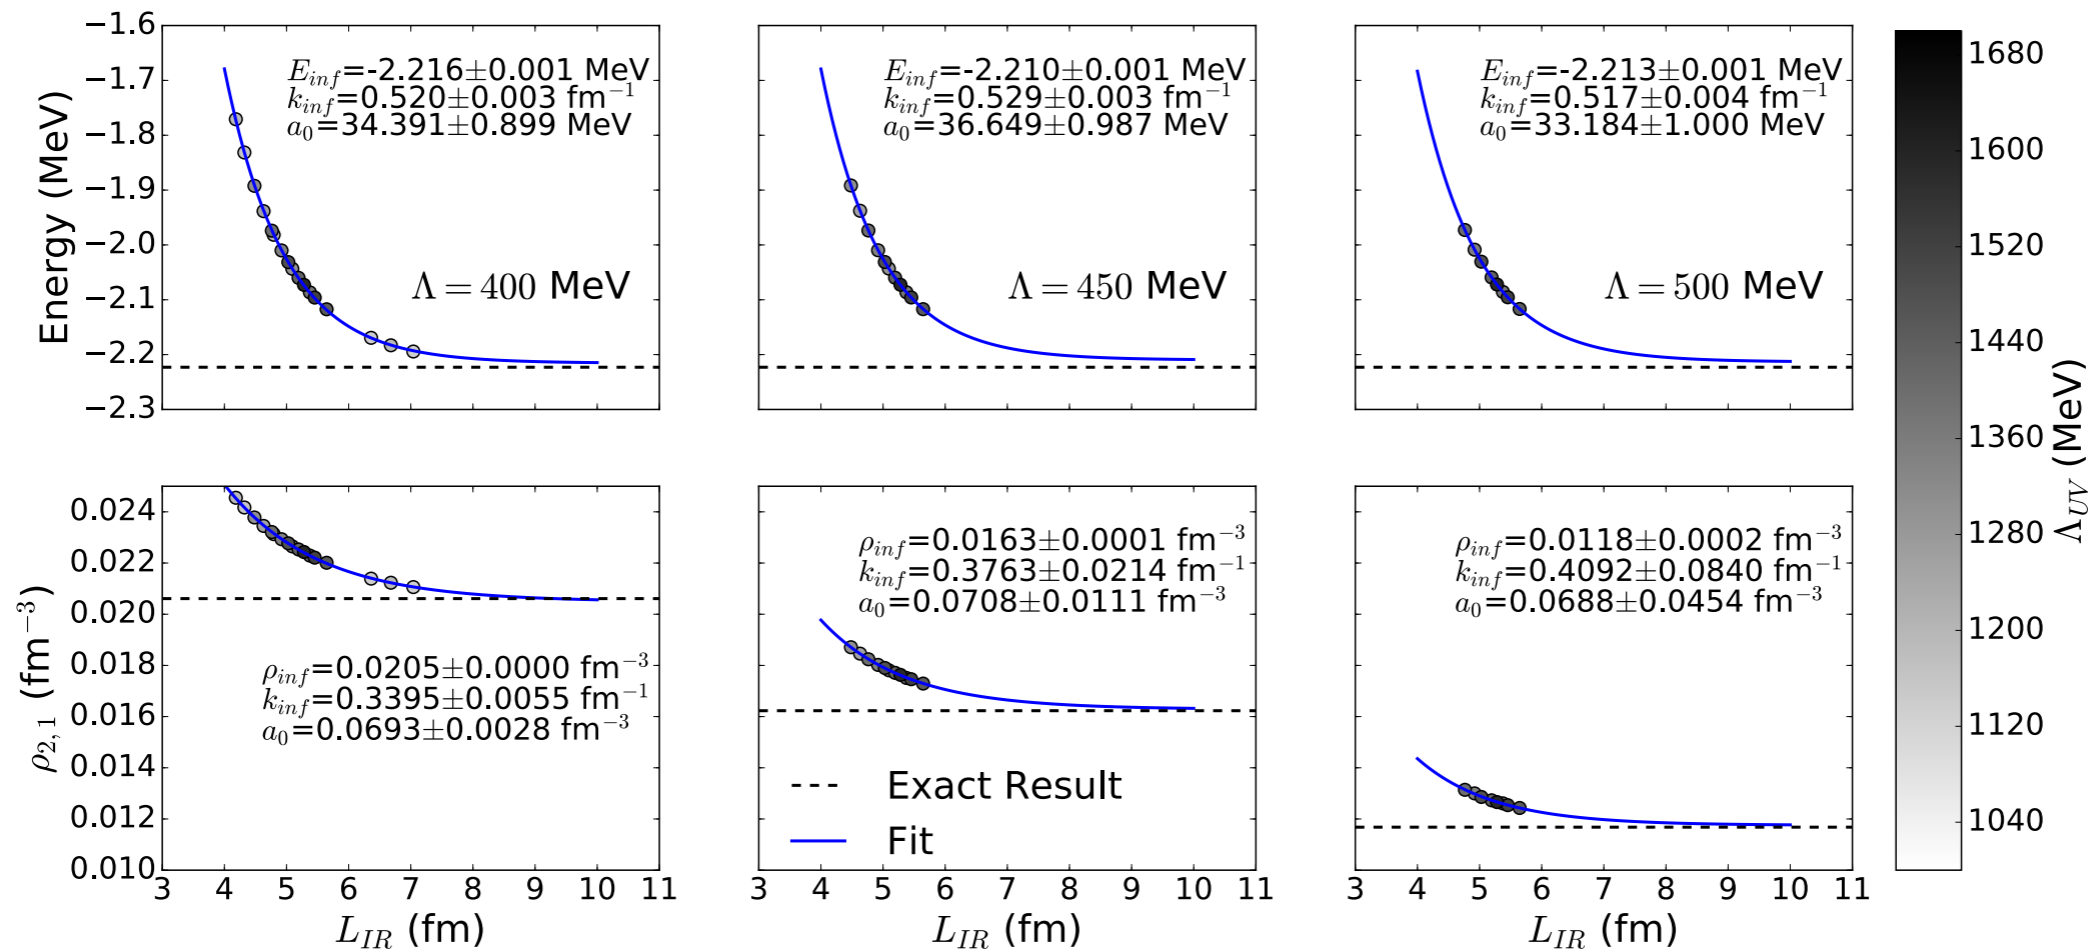 Energy (MeV)
−1.6
−1.7
−1.8
−1.9
−2.0
−2.1
−2.2
−2.3
E_inf=-2.216±0.001 MeV
k_inf=0.520±0.003 fm⁻¹
a₀=34.391±0.899 MeV
Λ = 400 MeV
E_inf=-2.210±0.001 MeV
k_inf=0.529±0.003 fm⁻¹
a₀=36.649±0.987 MeV
Λ = 450 MeV
E_inf=-2.213±0.001 MeV
k_inf=0.517±0.004 fm⁻¹
a₀=33.184±1.000 MeV
Λ = 500 MeV
ρ₂,₁ (fm⁻³)
0.024
0.022
0.020
0.018
0.016
0.014
0.012
0.010
ρ_inf=0.0205±0.0000 fm⁻³
k_inf=0.3395±0.0055 fm⁻¹
a₀=0.0693±0.0028 fm⁻³
3 4 5 6 7 8 9 10 11
L_IR (fm)
ρ_inf=0.0163±0.0001 fm⁻³
k_inf=0.3763±0.0214 fm⁻¹
a₀=0.0708±0.0111 fm⁻³
Exact Result
Fit
3 4 5 6 7 8 9 10 11
L_IR (fm)
ρ_inf=0.0118±0.0002 fm⁻³
k_inf=0.4092±0.0840 fm⁻¹
a₀=0.0688±0.0454 fm⁻³
3 4 5 6 7 8 9 10 11
L_IR (fm)
1680
1600
1520
1440
1360
1280
1200
1120
1040
Λ_UV (MeV)